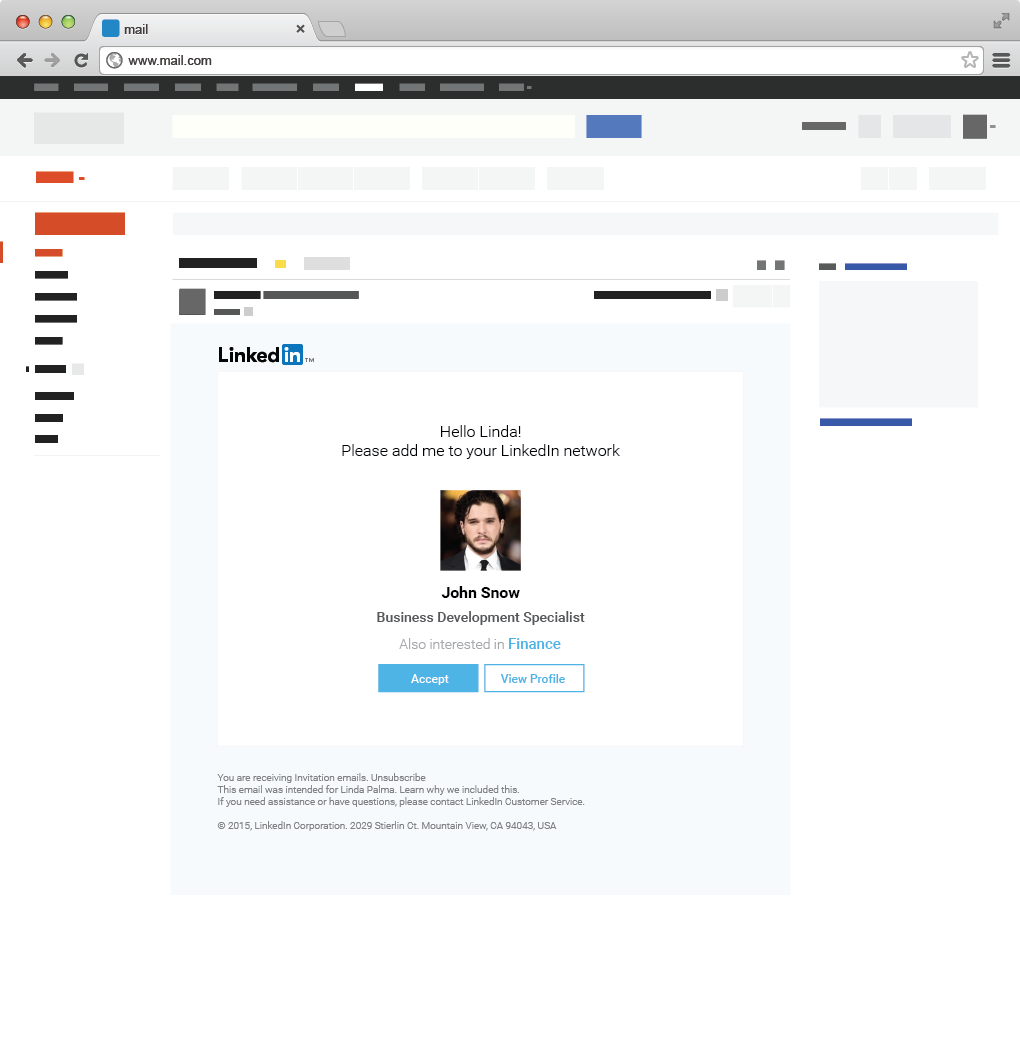 mail
www.mail.com
Linked in™
Hello Linda!
Please add me to your LinkedIn network
John Snow
Business Development Specialist
Also interested in Finance
Accept
View Profile
You are receiving Invitation emails. Unsubscribe
This email was intended for Linda Palma. Learn why we included this.
If you need assistance or have questions, please contact LinkedIn Customer Service.
© 2015, LinkedIn Corporation. 2029 Stierlin Ct. Mountain View, CA 94043, USA